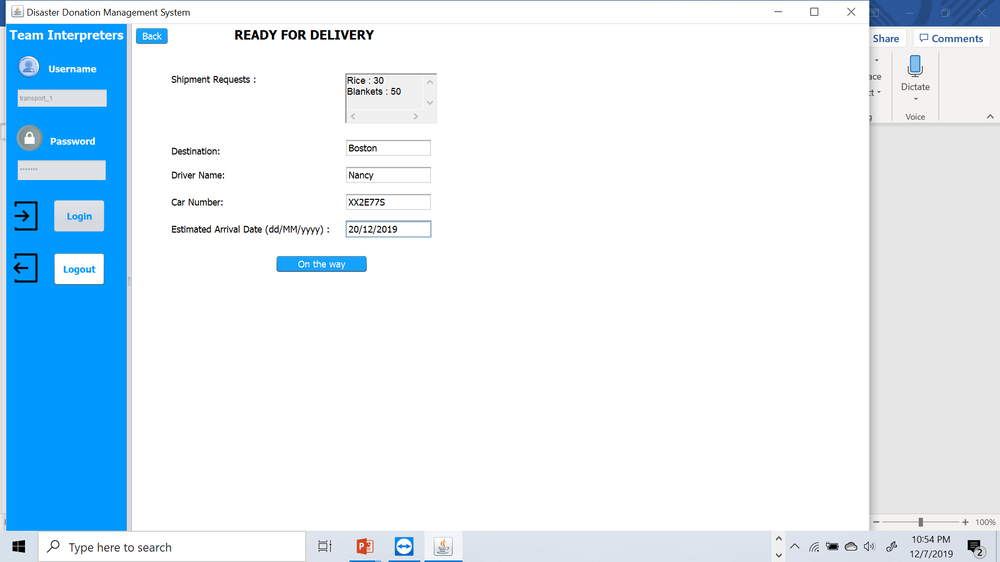 Disaster Donation Management System
Team Interpreters
Username
transport_1
Password
*******
Login
Logout
Back
READY FOR DELIVERY
Shipment Requests :
Rice : 30
Blankets : 50
Destination:
Boston
Driver Name:
Nancy
Car Number:
XX2E77S
Estimated Arrival Date (dd/MM/yyyy) :
20/12/2019
On the way
Share
Comments
Dictate
Voice
100%
Type here to search
10:54 PM
12/7/2019
2